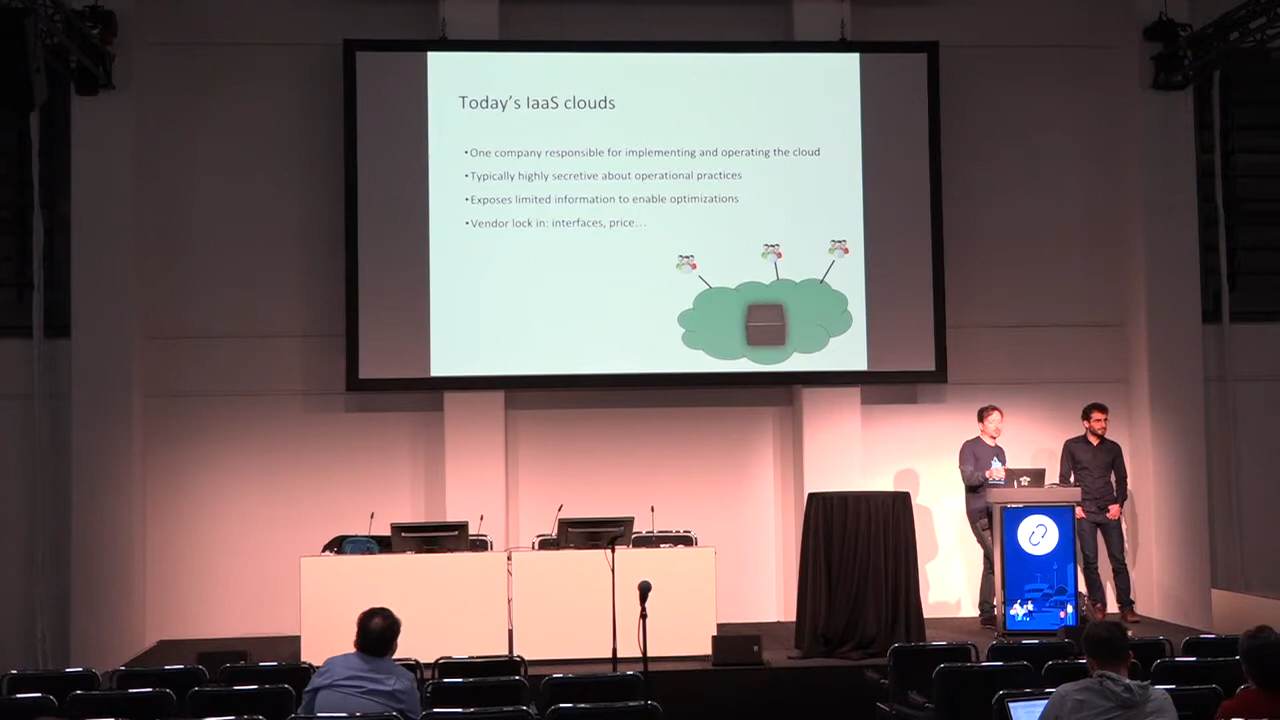 Today's IaaS clouds
•One company responsible for implementing and operating the cloud
•Typically highly secretive about operational practices
•Exposes limited information to enable optimizations
•Vendor lock in: interfaces, price…